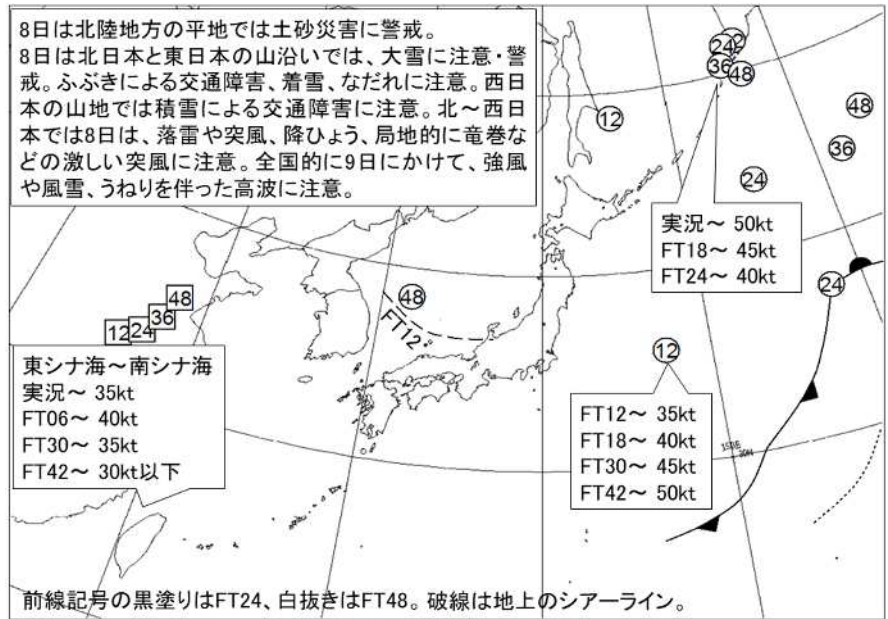 8日は北陸地方の平地では土砂災害に警戒。
8日は北日本と東日本の山沿いでは、大雪に注意・警
戒。ふぶきによる交通障害、着雪、なだれに注意。西日
本の山地では積雪による交通障害に注意。北～西日
本では8日は、落雷や突風、降ひょう、局地的に竜巻な
どの激しい突風に注意。全国的に9日にかけて、強風
や風雪、うねりを伴った高波に注意。
24
36
48
12
48
36
24
実況～ 50kt
FT18～ 45kt
FT24～ 40kt
24
48
FT12
48
36
24
12
東シナ海～南シナ海
実況～ 35kt
FT06～ 40kt
FT30～ 35kt
FT42～ 30kt以下
12
FT12～ 35kt
FT18～ 40kt
FT30～ 45kt
FT42～ 50kt
150E
30N
前線記号の黒塗りはFT24、白抜きはFT48。破線は地上のシアーライン。